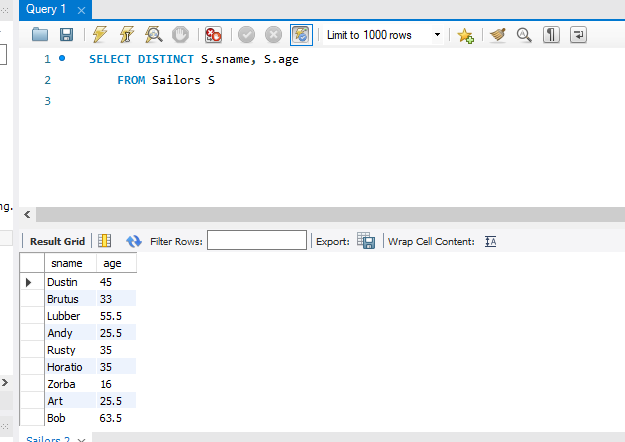 Query 1
Limit to 1000 rows
1 SELECT DISTINCT S.sname, S.age
2 FROM Sailors S
3
ng.
Result Grid Filter Rows: Export: Wrap Cell Content:
sname age
Dustin 45
Brutus 33
Lubber 55.5
Andy 25.5
Rusty 35
Horatio 35
Zorba 16
Art 25.5
Bob 63.5
Sailors 2